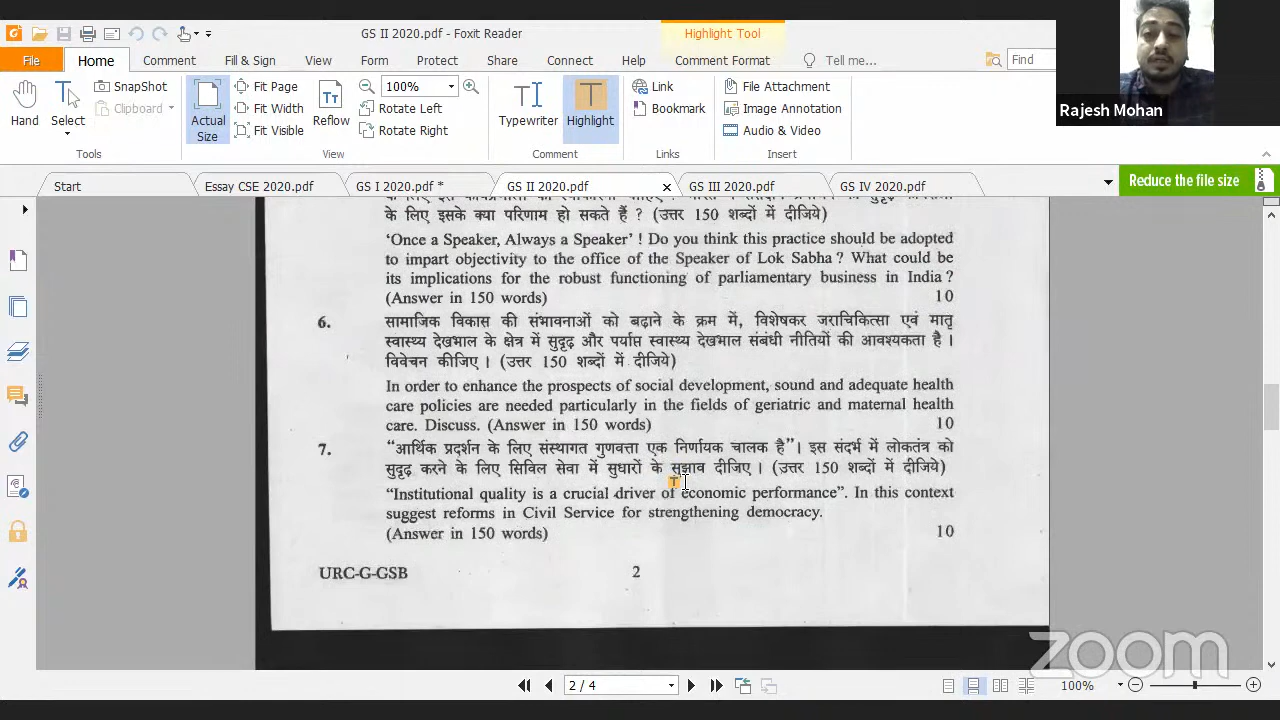 GS II 2020.pdf - Foxit Reader
Highlight Tool
File
Home
Comment
Fill & Sign
View
Form
Protect
Share
Connect
Help
Comment Format
Tell me...
Find
Hand
Select
SnapShot
Clipboard
Tools
Actual Size
Fit Page
Fit Width
Fit Visible
Reflow
100%
Rotate Left
Rotate Right
View
Typewriter
Highlight
Comment
Link
Bookmark
Links
File Attachment
Image Annotation
Audio & Video
Insert
Rajesh Mohan
Start
Essay CSE 2020.pdf
GS I 2020.pdf *
GS II 2020.pdf
GS III 2020.pdf
GS IV 2020.pdf
Reduce the file size
के लिए इसके क्या परिणाम हो सकते हैं ? (उत्तर 150 शब्दों में दीजिये)
‘Once a Speaker, Always a Speaker’ ! Do you think this practice should be adopted
to impart objectivity to the office of the Speaker of Lok Sabha ? What could be
its implications for the robust functioning of parliamentary business in India ?
(Answer in 150 words) 10
6. सामाजिक विकास की संभावनाओं को बढ़ाने के क्रम में, विशेषकर जराचिकित्सा एवं मातृ
स्वास्थ्य देखभाल के क्षेत्र में सुदृढ़ और पर्याप्त स्वास्थ्य देखभाल संबंधी नीतियों की आवश्यकता है ।
विवेचन कीजिए । (उत्तर 150 शब्दों में दीजिये)
In order to enhance the prospects of social development, sound and adequate health
care policies are needed particularly in the fields of geriatric and maternal health
care. Discuss. (Answer in 150 words) 10
7. “आर्थिक प्रदर्शन के लिए संस्थागत गुणवत्ता एक निर्णायक चालक है” । इस संदर्भ में लोकतंत्र को
सुदृढ़ करने के लिए सिविल सेवा में सुधारों के सुझाव दीजिए । (उत्तर 150 शब्दों में दीजिये)
“Institutional quality is a crucial driver of economic performance”. In this context
suggest reforms in Civil Service for strengthening democracy.
(Answer in 150 words) 10
URC-G-GSB 2
zoom
2 / 4
100%